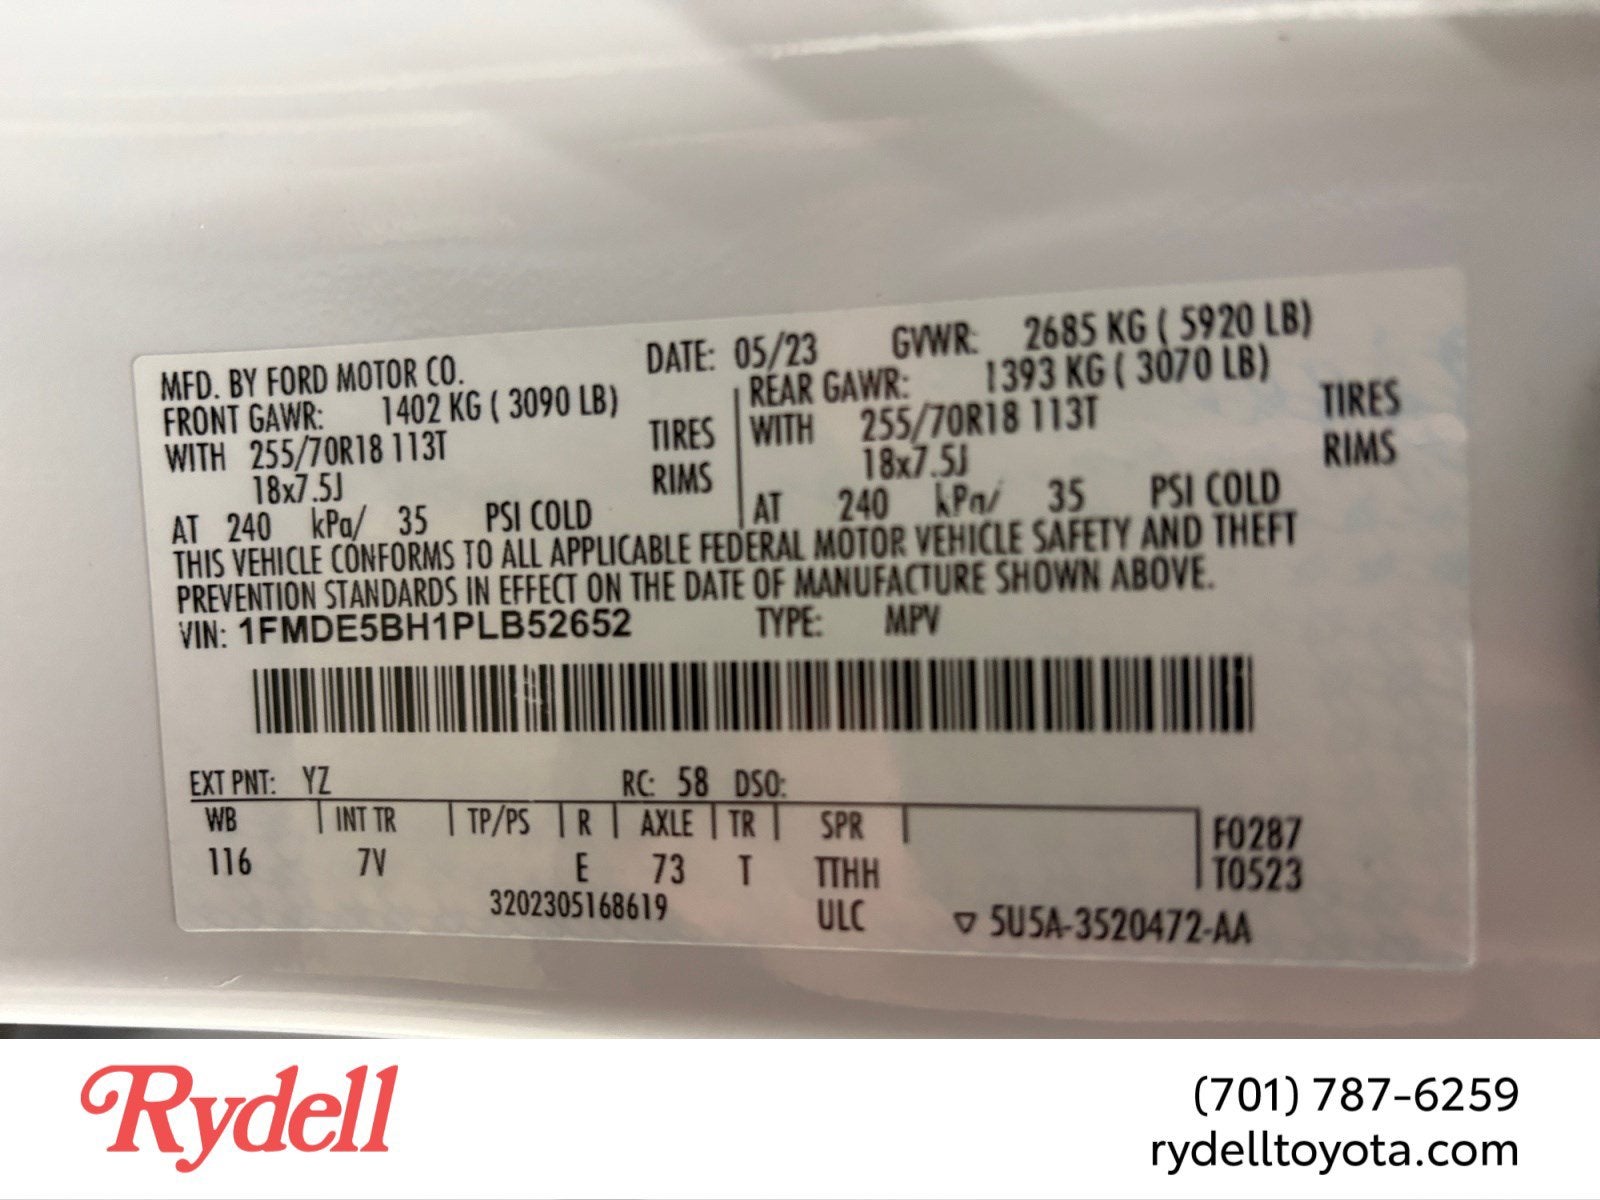 MFD. BY FORD MOTOR CO. DATE: 05/23 GVWR: 2685 KG ( 5920 LB)
FRONT GAWR: 1402 KG ( 3090 LB) REAR GAWR: 1393 KG ( 3070 LB)
WITH 255/70R18 113T TIRES WITH 255/70R18 113T TIRES
18x7.5J RIMS 18x7.5J RIMS
AT 240 kPa/ 35 PSI COLD AT 240 kPa/ 35 PSI COLD
THIS VEHICLE CONFORMS TO ALL APPLICABLE FEDERAL MOTOR VEHICLE SAFETY AND THEFT
PREVENTION STANDARDS IN EFFECT ON THE DATE OF MANUFACTURE SHOWN ABOVE.
VIN: 1FMDE5BH1PLB52652 TYPE: MPV
EXT PNT: YZ RC: 58 DSO:
WB INT TR TP/PS R AXLE TR SPR F0287
116 7V E 73 T TTHH T0523
3202305168619 ULC ▽ 5U5A-3520472-AA
Rydell
(701) 787-6259
rydelltoyota.com